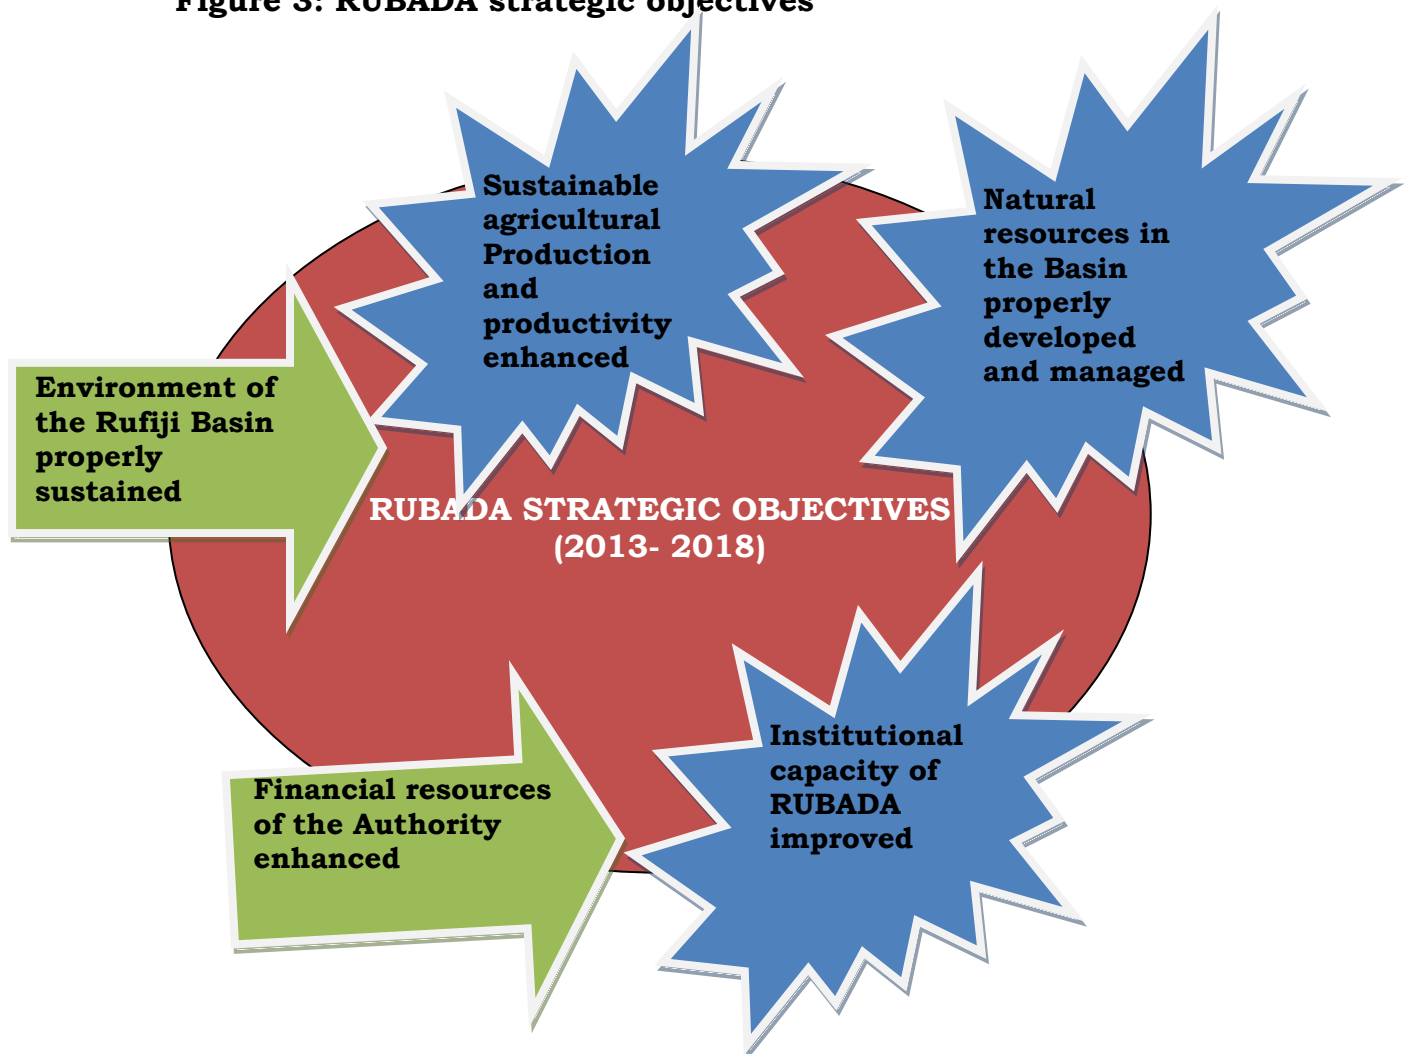 Figure 3: RUBADA strategic objectives
Sustainable
agricultural
Production
and
productivity
enhanced
Natural
resources in
the Basin
properly
developed
and managed
Environment of
the Rufiji Basin
properly
sustained
RUBADA STRATEGIC OBJECTIVES
(2013- 2018)
Institutional
capacity of
RUBADA
improved
Financial resources
of the Authority
enhanced